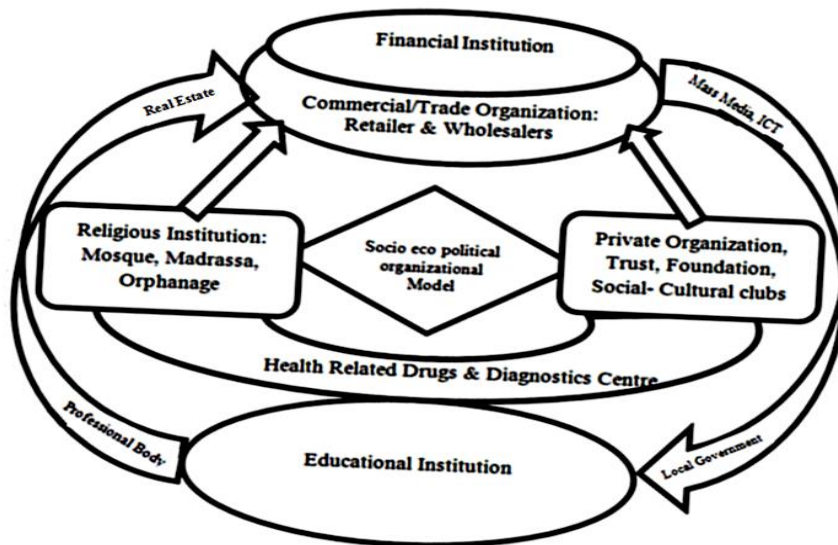 Financial Institution
Real Estate
Commercial/Trade Organization:
Retailer & Wholesalers
Mass Media, ICT
Religious Institution:
Mosque, Madrassa,
Orphanage
Socio eco political
organizational
Model
Private Organization,
Trust, Foundation,
Social- Cultural clubs
Health Related Drugs & Diagnostics Centre
Professional Body
Educational Institution
Local Government